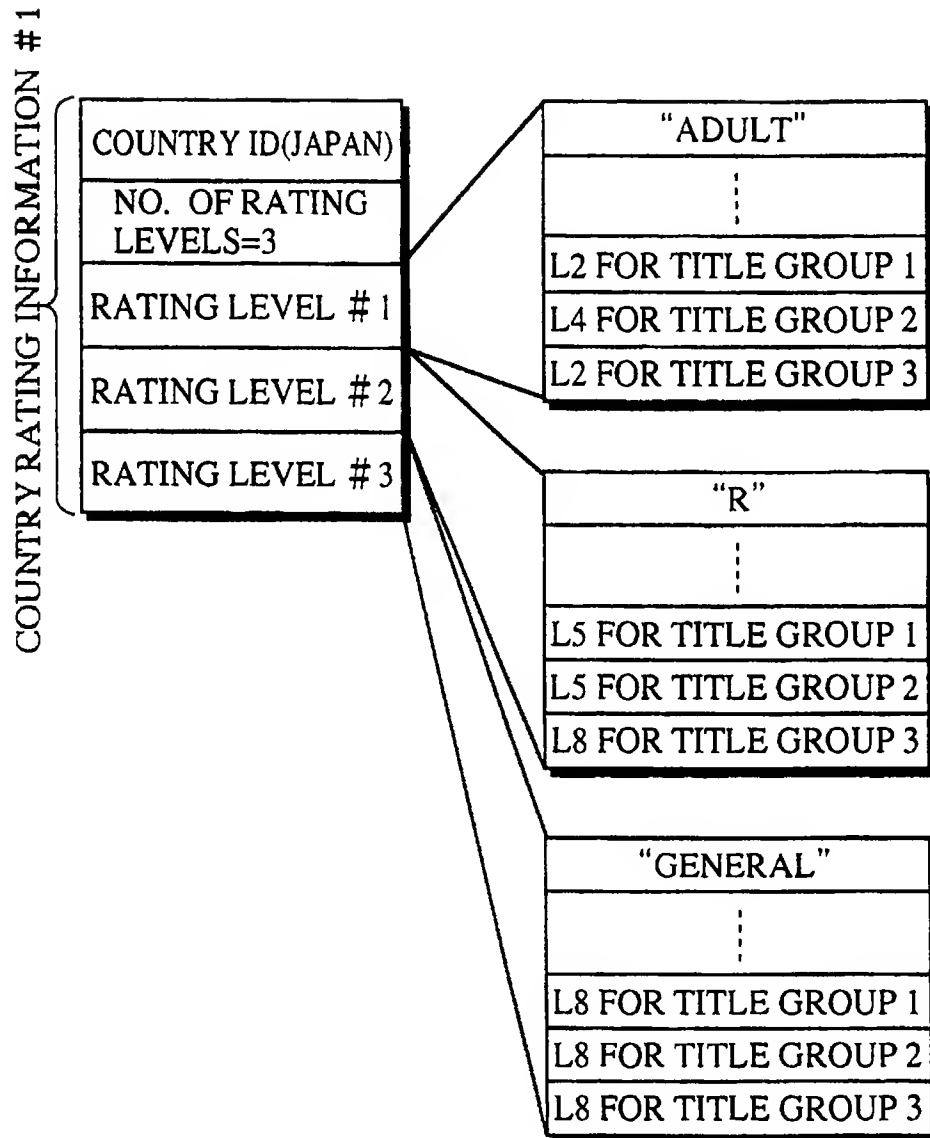 COUNTRY RATING INFORMATION #1
COUNTRY ID(JAPAN)
NO. OF RATING
LEVELS=3
RATING LEVEL #1
RATING LEVEL #2
RATING LEVEL #3
“ADULT”
L2 FOR TITLE GROUP 1
L4 FOR TITLE GROUP 2
L2 FOR TITLE GROUP 3
“R”
L5 FOR TITLE GROUP 1
L5 FOR TITLE GROUP 2
L8 FOR TITLE GROUP 3
“GENERAL”
L8 FOR TITLE GROUP 1
L8 FOR TITLE GROUP 2
L8 FOR TITLE GROUP 3